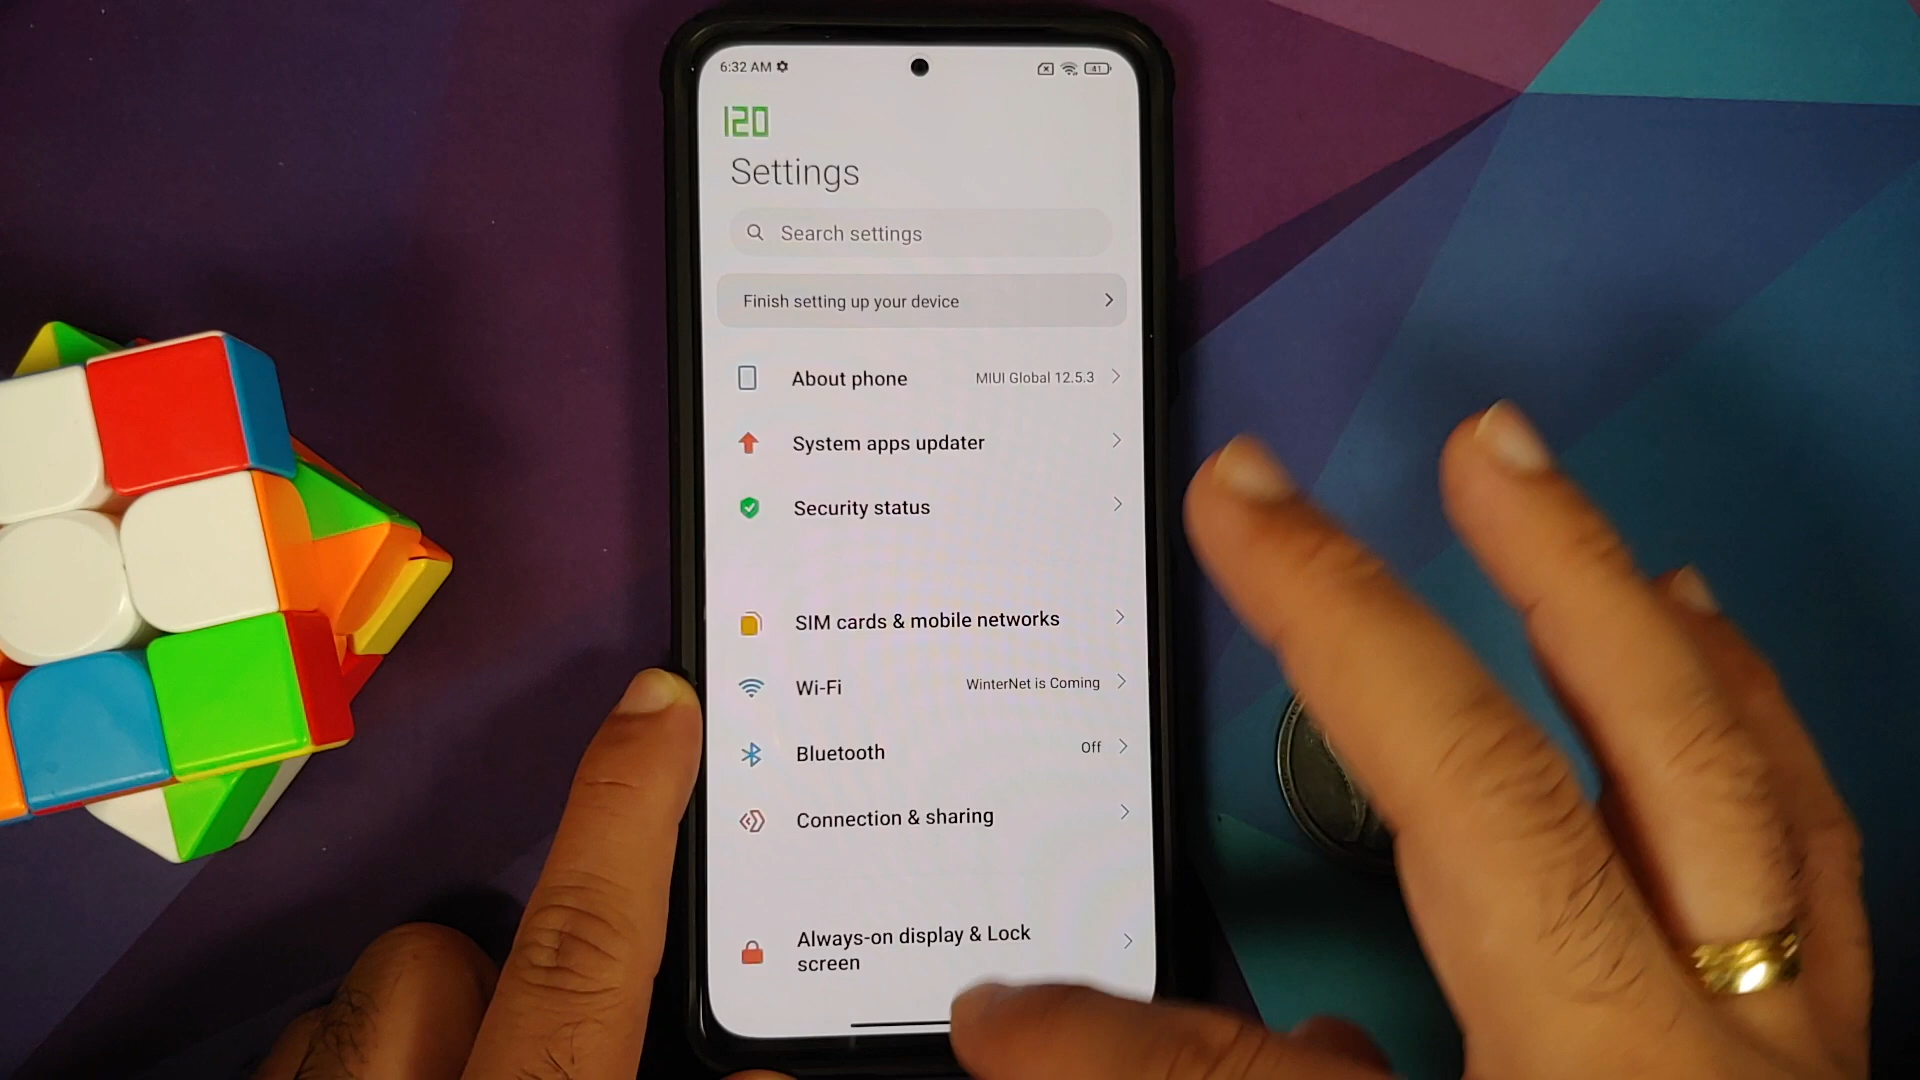 6:32 AM
41
120
Settings
Search settings
Finish setting up your device
About phone
MIUI Global 12.5.3
System apps updater
Security status
SIM cards & mobile networks
Wi-Fi
WinterNet is Coming
Bluetooth
Off
Connection & sharing
Always-on display & Lock
screen